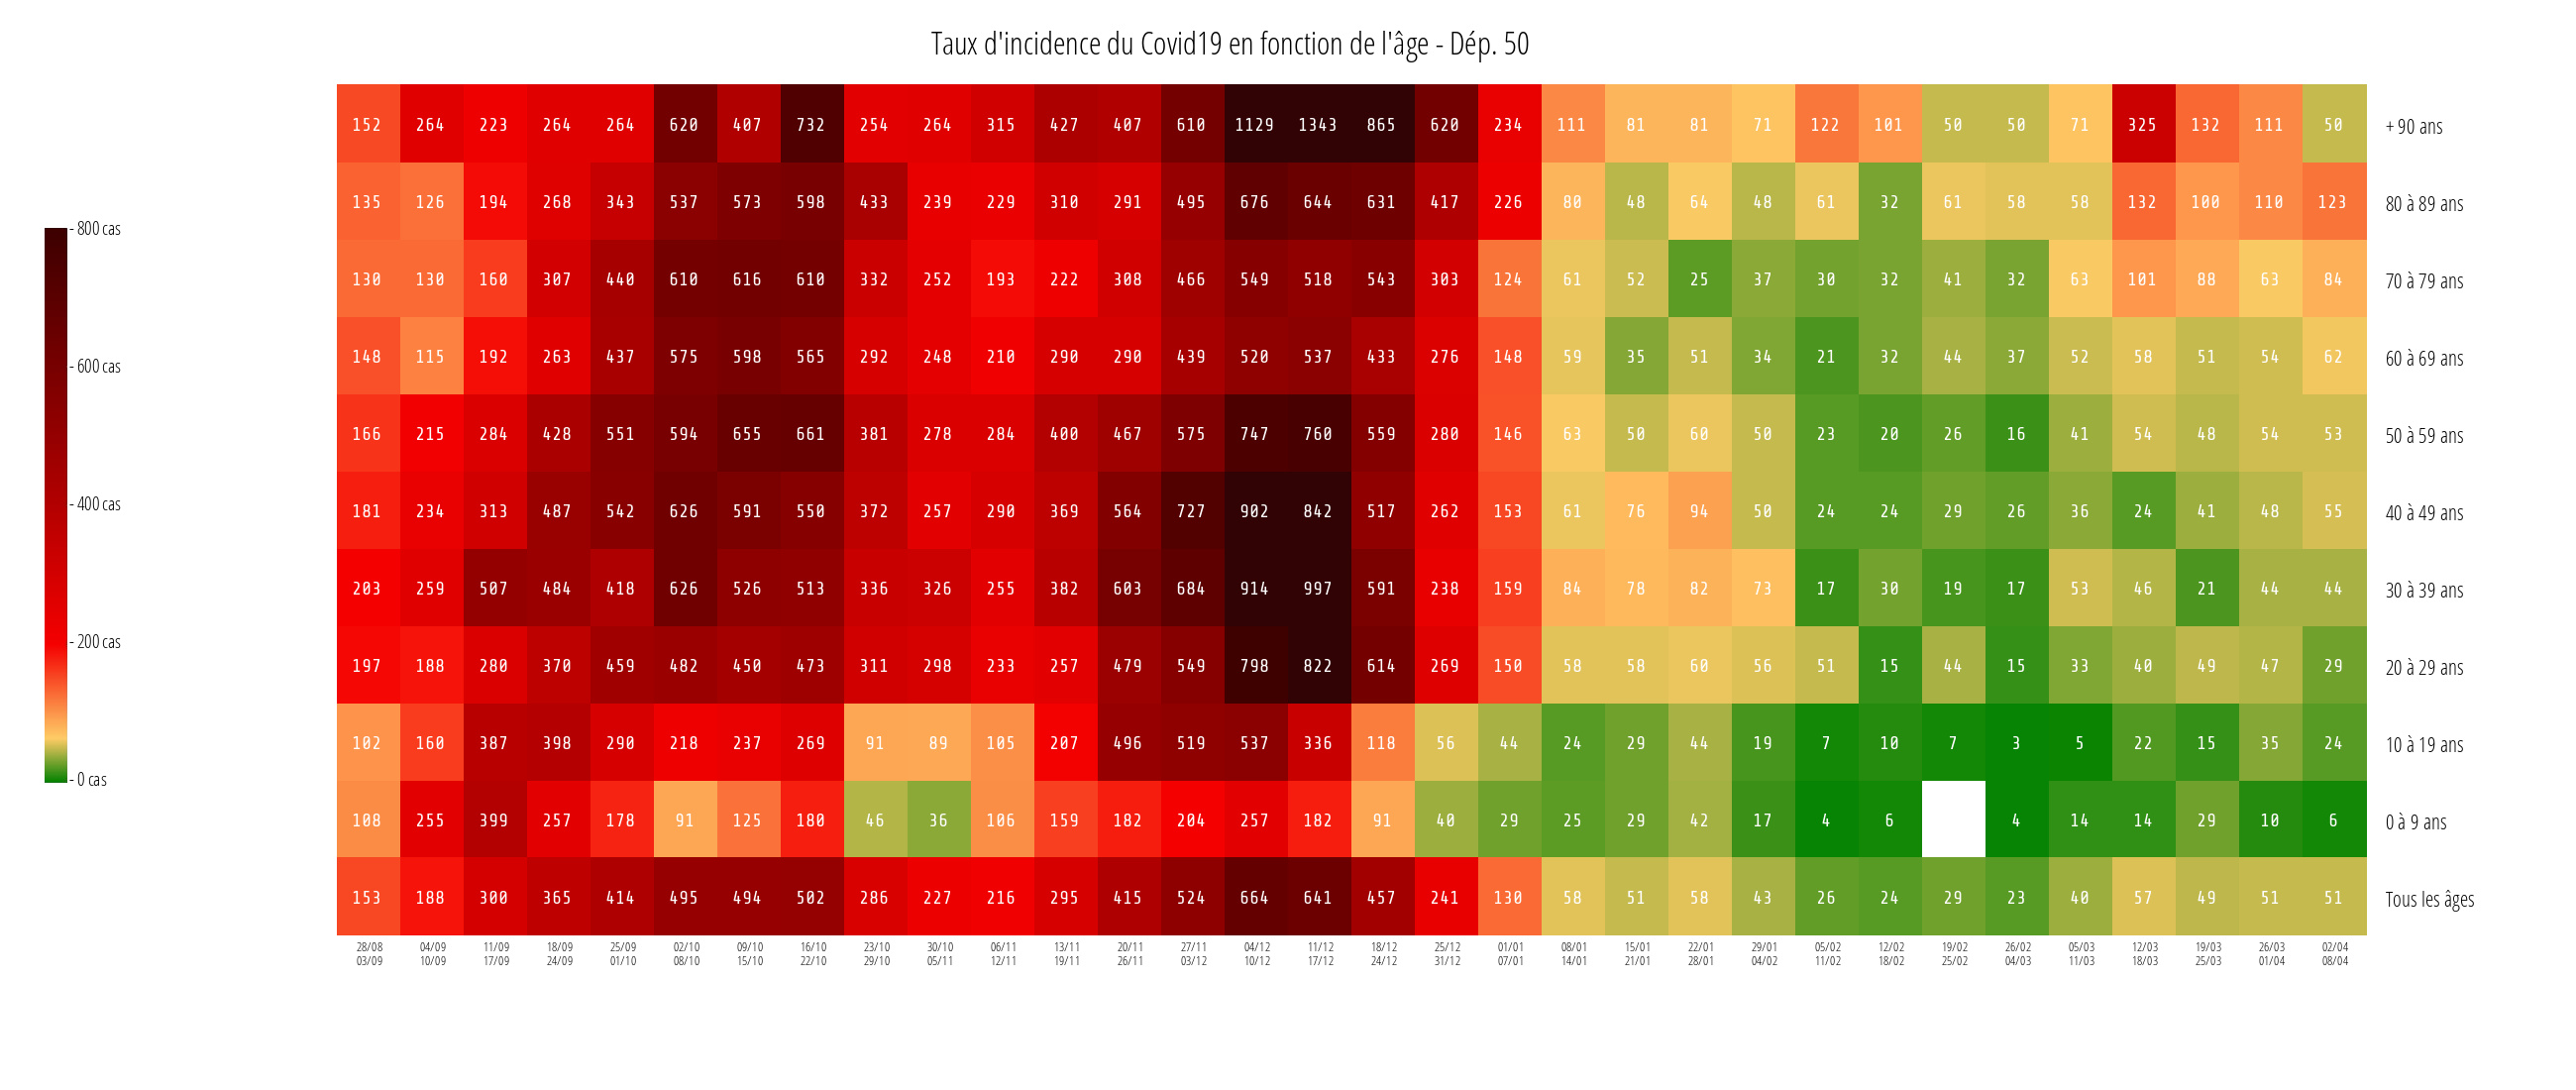 Taux d'incidence du Covid19 en fonction de l'âge - Dép. 50
- 800 cas
- 600 cas
- 400 cas
- 200 cas
- 0 cas
152 264 223 264 264 620 407 732 254 264 315 427 407 610 1129 1343 865 620 234 111 81 81 71 122 101 50 50 71 325 132 111 50 + 90 ans
135 126 194 268 343 537 573 598 433 239 229 310 291 495 676 644 631 417 226 80 48 64 48 61 32 61 58 58 132 100 110 123 80 à 89 ans
130 130 160 307 440 610 616 610 332 252 193 222 308 466 549 518 543 303 124 61 52 25 37 30 32 41 32 63 101 88 63 84 70 à 79 ans
148 115 192 263 437 575 598 565 292 248 210 290 290 439 520 537 433 276 148 59 35 51 34 21 32 44 37 52 58 51 54 62 60 à 69 ans
166 215 284 428 551 594 655 661 381 278 284 400 467 575 747 760 559 280 146 63 50 60 50 23 20 26 16 41 54 48 54 53 50 à 59 ans
181 234 313 487 542 626 591 550 372 257 290 369 564 727 902 842 517 262 153 61 76 94 50 24 24 29 26 36 24 41 48 55 40 à 49 ans
203 259 507 484 418 626 526 513 336 326 255 382 603 684 914 997 591 238 159 84 78 82 73 17 30 19 17 53 46 21 44 44 30 à 39 ans
197 188 280 370 459 482 450 473 311 298 233 257 479 549 798 822 614 269 150 58 58 60 56 51 15 44 15 33 40 49 47 29 20 à 29 ans
102 160 387 398 290 218 237 269 91 89 105 207 496 519 537 336 118 56 44 24 29 44 19 7 10 7 3 5 22 15 35 24 10 à 19 ans
108 255 399 257 178 91 125 180 46 36 106 159 182 204 257 182 91 40 29 25 29 42 17 4 6 4 14 14 29 10 6 0 à 9 ans
153 188 300 365 414 495 494 502 286 227 216 295 415 524 664 641 457 241 130 58 51 58 43 26 24 29 23 40 57 49 51 51 Tous les âges
28/08 04/09 11/09 18/09 25/09 02/10 09/10 16/10 23/10 30/10 06/11 13/11 20/11 27/11 04/12 11/12 18/12 25/12 01/01 08/01 15/01 22/01 29/01 05/02 12/02 19/02 26/02 05/03 12/03 19/03 26/03 02/04
03/09 10/09 17/09 24/09 01/10 08/10 15/10 22/10 29/10 05/11 12/11 19/11 26/11 03/12 10/12 17/12 24/12 31/12 07/01 14/01 21/01 28/01 04/02 11/02 18/02 25/02 04/03 11/03 18/03 25/03 01/04 08/04